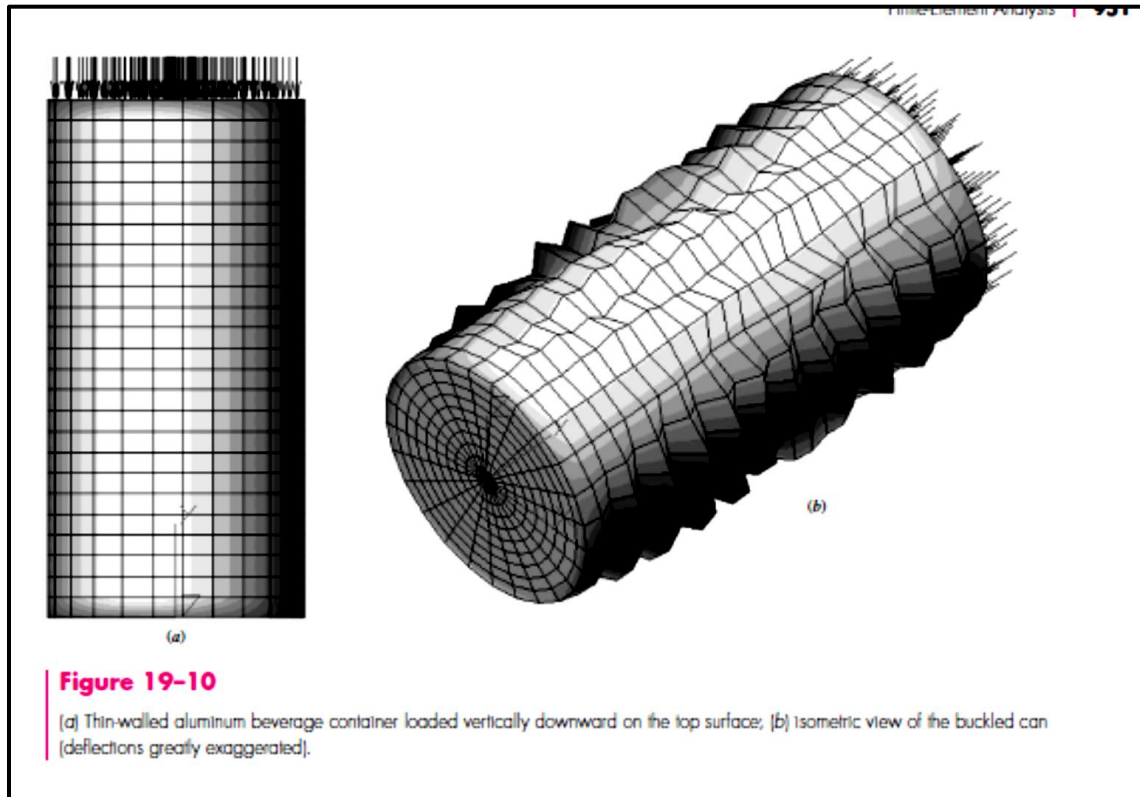 Finite-Element Analysis | 951
(a)
(b)
Figure 19–10
(a) Thin-walled aluminum beverage container loaded vertically downward on the top surface; (b) isometric view of the buckled can
(deflections greatly exaggerated).